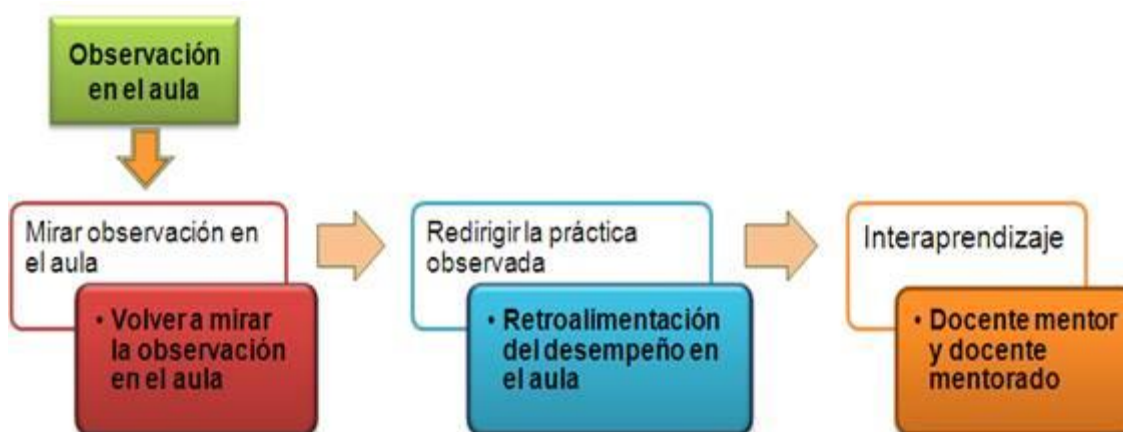 Observación
en el aula
Mirar observación en
el aula
• Volver a mirar
la observación
en el aula
Redirigir la práctica
observada
• Retroalimentación
del desempeño en
el aula
Interaprendizaje
• Docente mentor
y docente
mentorado